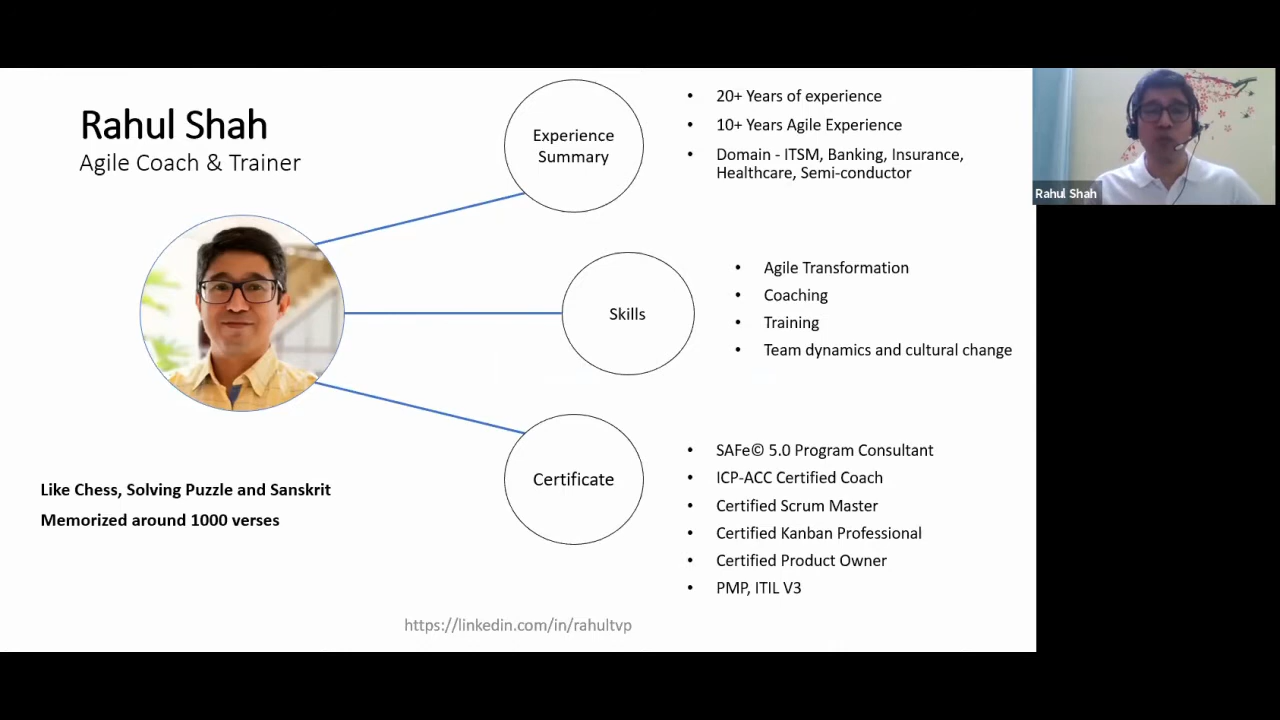 Rahul Shah
Agile Coach & Trainer
Experience
Summary
• 20+ Years of experience
• 10+ Years Agile Experience
• Domain - ITSM, Banking, Insurance,
Healthcare, Semi-conductor
Rahul Shah
Skills
• Agile Transformation
• Coaching
• Training
• Team dynamics and cultural change
Certificate
• SAFe© 5.0 Program Consultant
• ICP-ACC Certified Coach
• Certified Scrum Master
• Certified Kanban Professional
• Certified Product Owner
• PMP, ITIL V3
Like Chess, Solving Puzzle and Sanskrit
Memorized around 1000 verses
https://linkedin.com/in/rahultvp